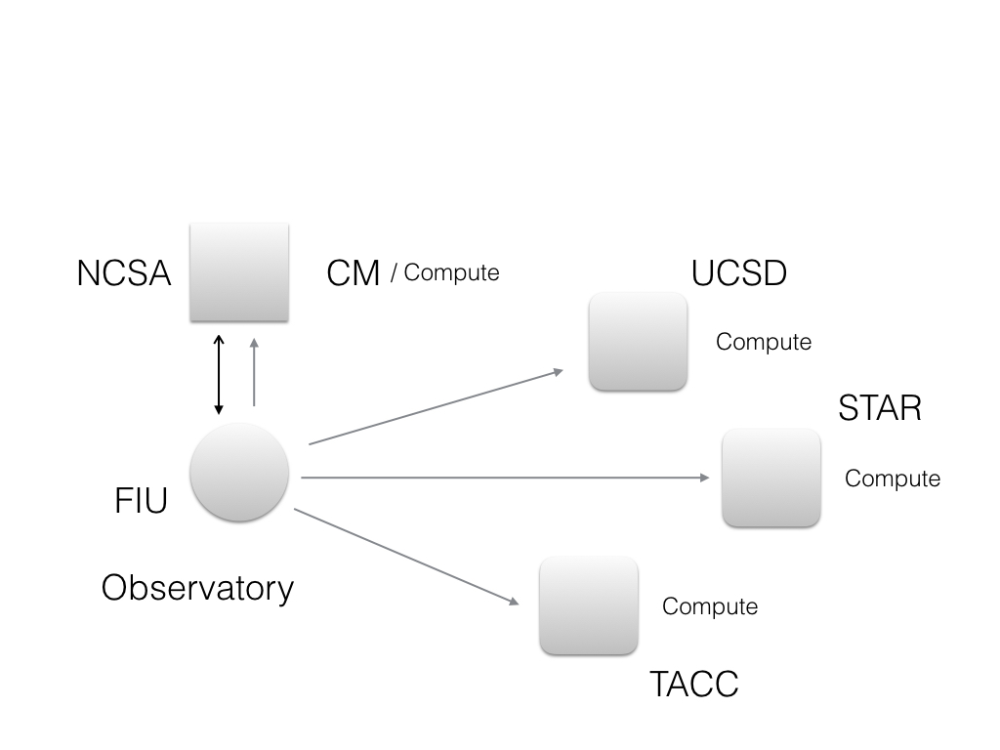 NCSA
CM / Compute
UCSD
Compute
STAR
Compute
FIU
Observatory
Compute
TACC